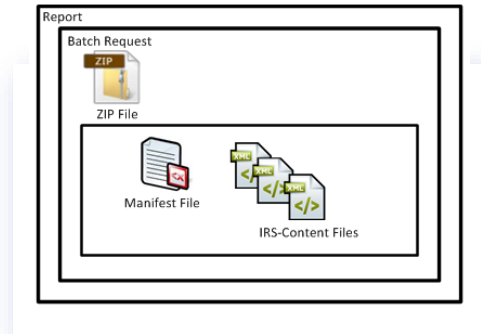 Report
Batch Request
ZIP
ZIP File
XML
</>
XML
</>
XML
</>
Manifest File
IRS-Content Files